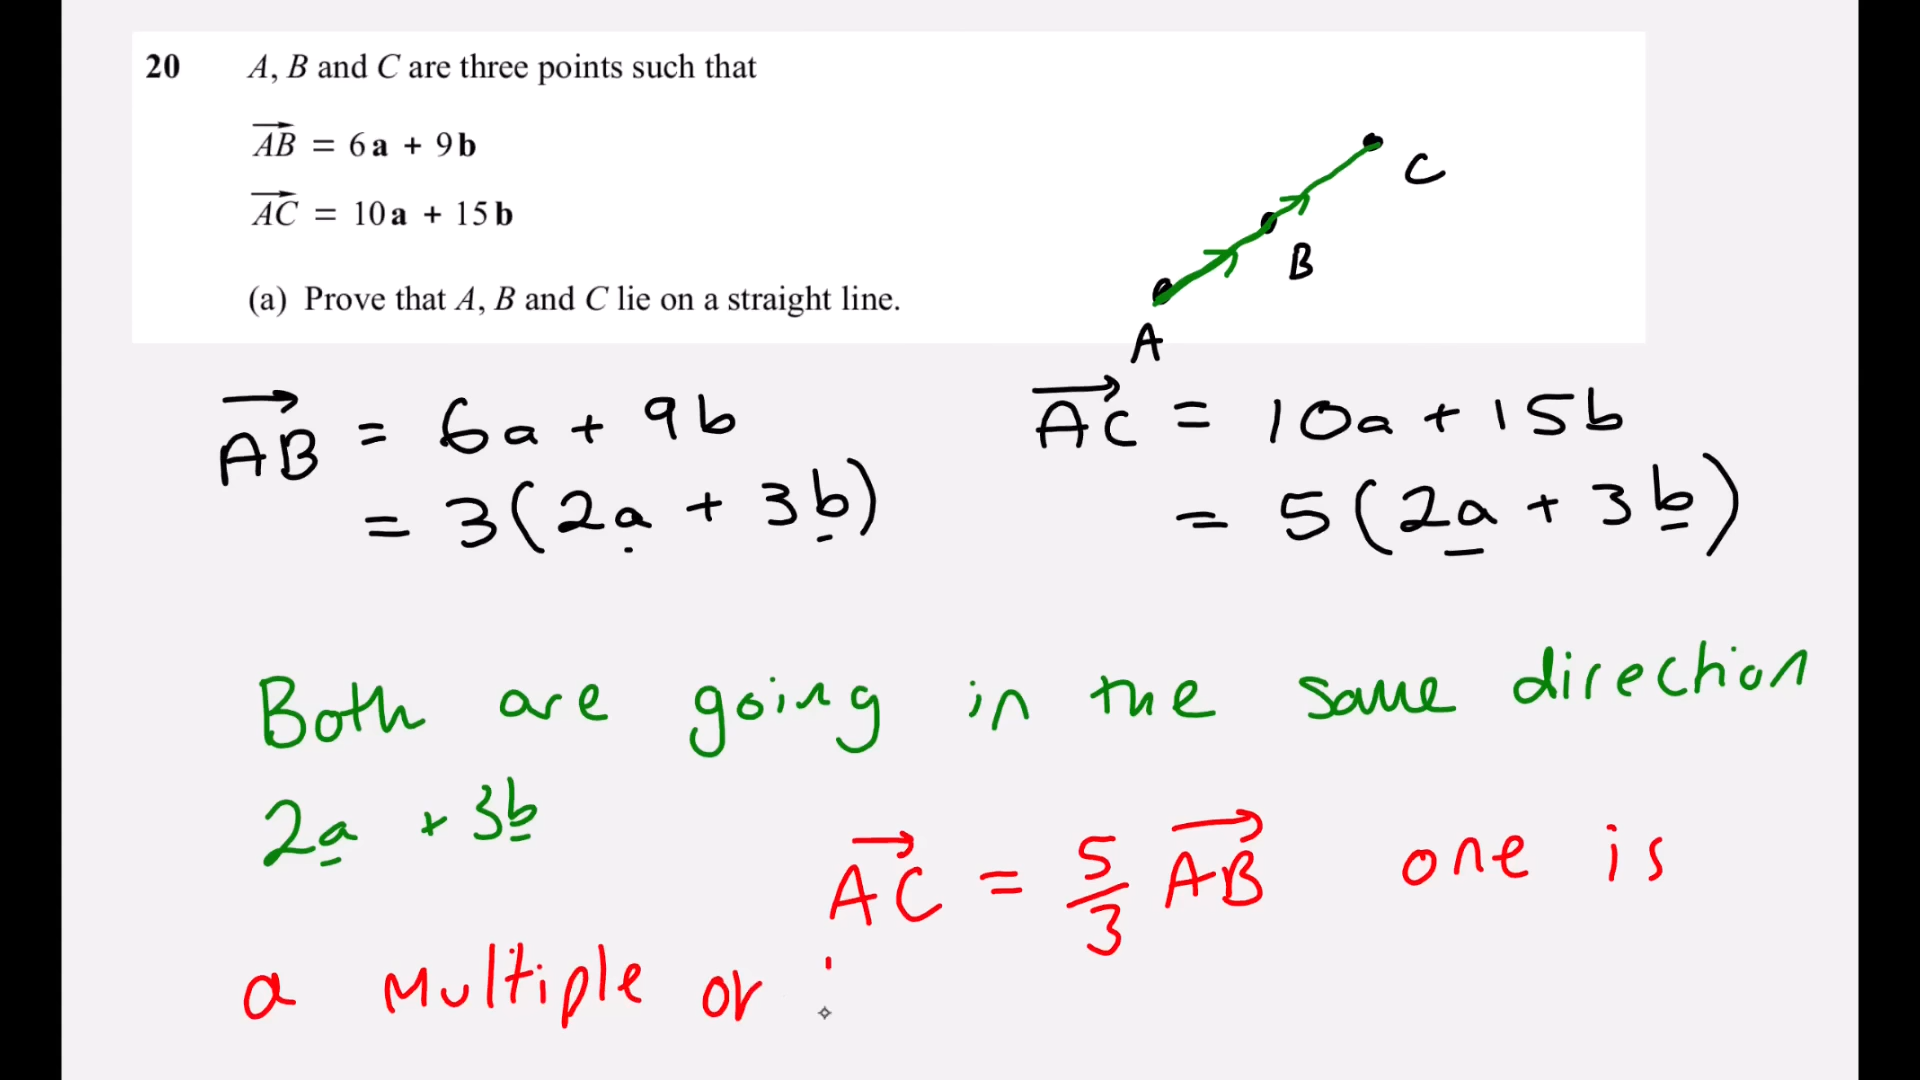 20 A, B and C are three points such that
AB = 6a + 9b
AC = 10a + 15b
(a) Prove that A, B and C lie on a straight line.
C
B
A
AB = 6a + 9b
= 3(2a + 3b)
AC = 10a + 15b
= 5(2a + 3b)
Both are going in the same direction
2a + 3b
AC = 5/3 AB one is
a multiple or